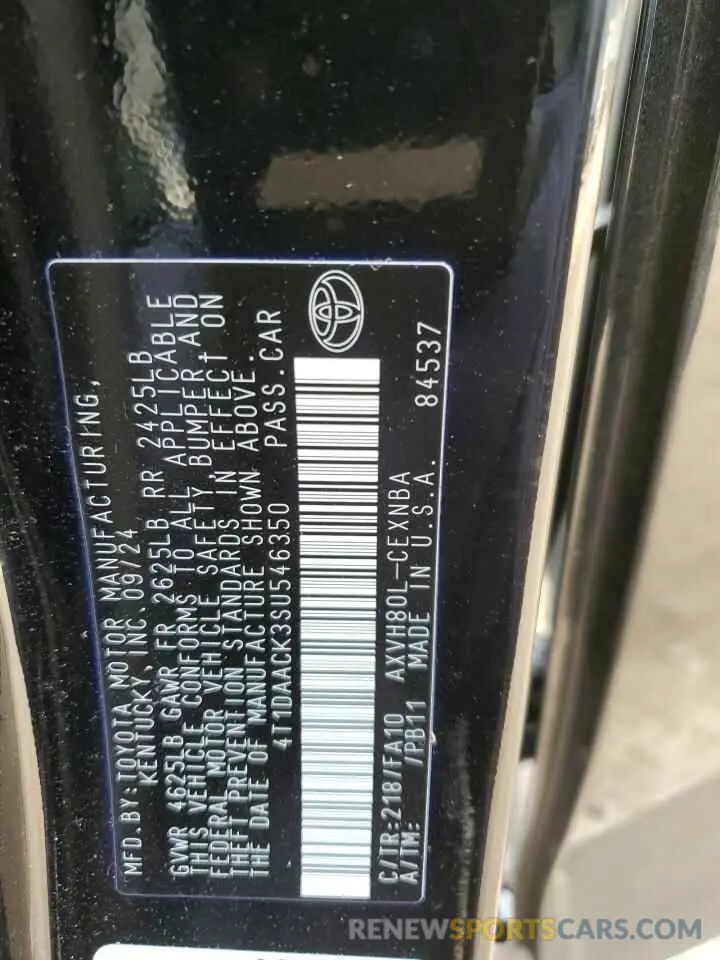 MFD. BY: TOYOTA MOTOR MANUFACTURING,
KENTUCKY, INC. 09/24
GVWR 4625LB GAWR FR 2625LB RR 2425LB
THIS VEHICLE CONFORMS TO ALL APPLICABLE
FEDERAL MOTOR VEHICLE SAFETY, BUMPER, AND
THEFT PREVENTION STANDARDS IN EFFECT ON
THE DATE OF MANUFACTURE SHOWN ABOVE.
4T1DAACK3SU546350 PASS. CAR
C/TR: 218/FA10 AXVH80L-CEXNBA
A/TM: /PB11 MADE IN U.S.A. 84537
RENEWSPORTSCARS.COM